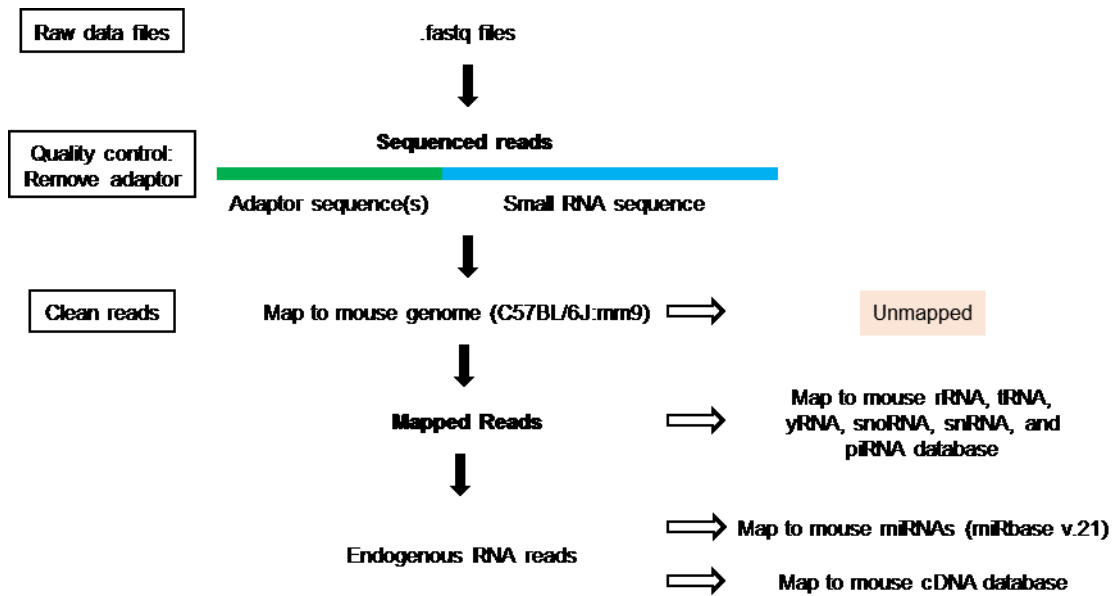 Raw data files
.fastq files
Quality control:
Remove adaptor
Sequenced reads
Adaptor sequence(s)
Small RNA sequence
Clean reads
Map to mouse genome (C57BL/6J:mm9)
Unmapped
Mapped Reads
Map to mouse rRNA, tRNA,
yRNA, snoRNA, snRNA, and
piRNA database
Endogenous RNA reads
Map to mouse miRNAs (miRbase v.21)
Map to mouse cDNA database